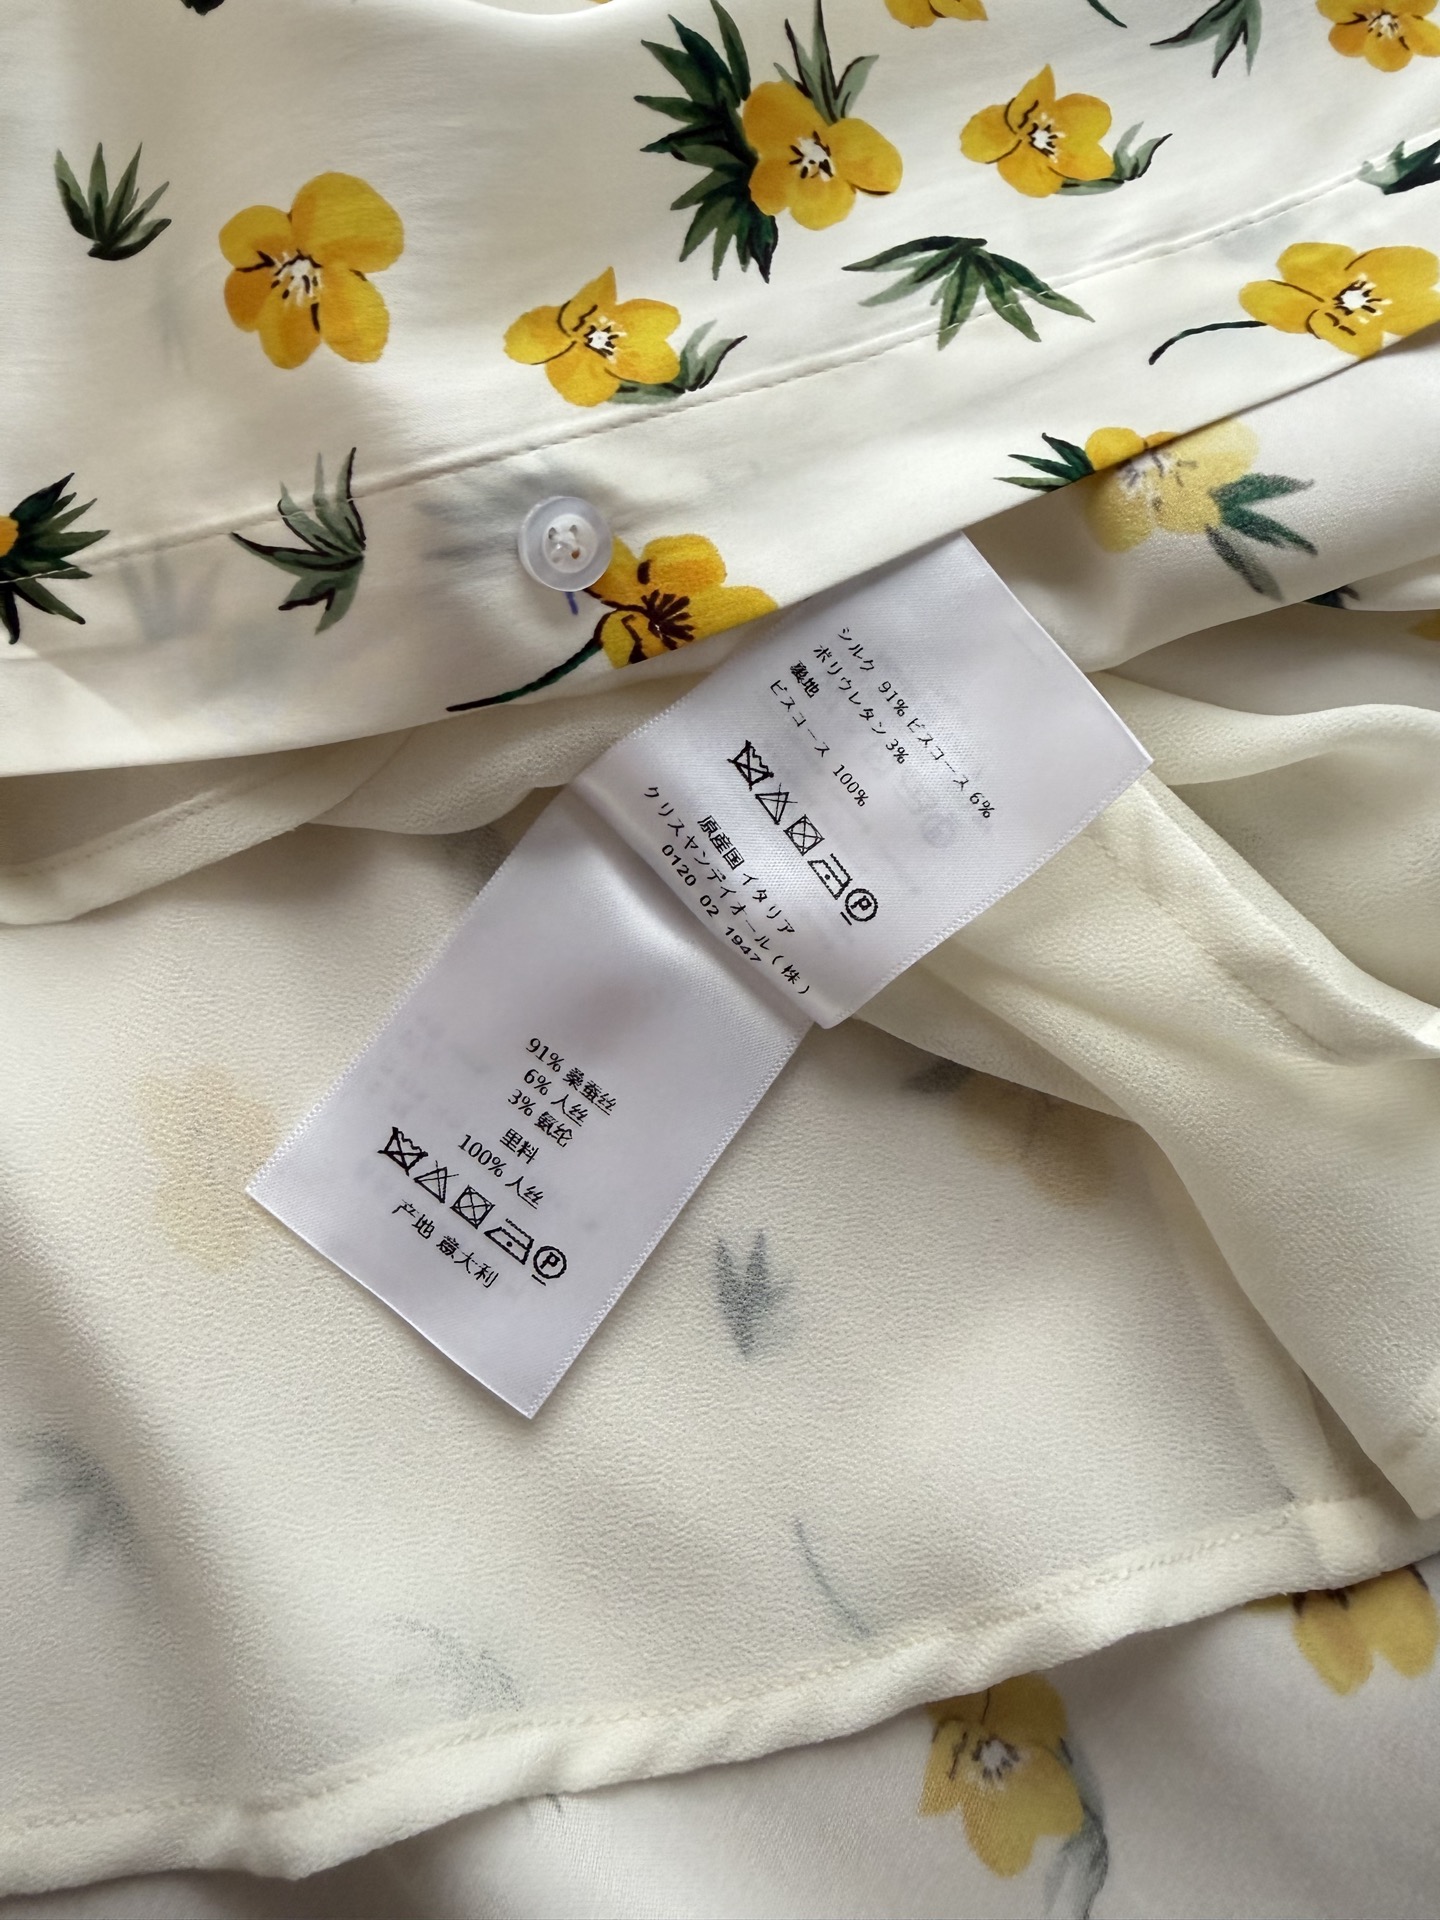 シルク 91% ビスコース 6%
ポリウレタン 3%
裏地
ビスコース 100%
P
原産国 イタリア
クリスヤンデイオール(株)
0120 02 1947
91% 桑蚕丝
6% 人丝
3% 氨纶
里料
100% 人丝
P
产地 意大利